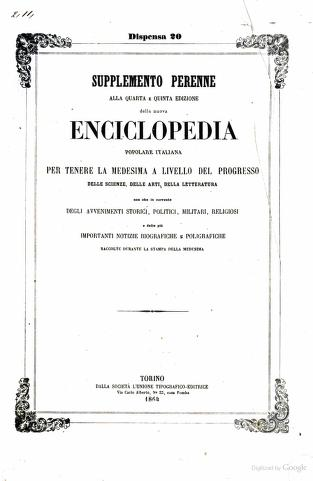 Dispensa 20
SUPPLEMENTO PERENNE
ALLA QUARTA E QUINTA EDIZIONE
della nuova
ENCICLOPEDIA
POPOLARE ITALIANA
PER TENERE LA MEDESIMA A LIVELLO DEL PROGRESSO
DELLE SCIENZE, DELLE ARTI, DELLA LETTERATURA
non che in corrente
DEGLI AVVENIMENTI STORICI, POLITICI, MILITARI, RELIGIOSI
e delle più
IMPORTANTI NOTIZIE BIOGRAFICHE E POLIGRAFICHE
RACCOLTE DURANTE LA STAMPA DELLA MEDESIMA
TORINO
DALLA SOCIETÀ L'UNIONE TIPOGRAFICO-EDITRICE
Via Carlo Alberto, Nº 33, casa Pomba
1864
Digitized by Google